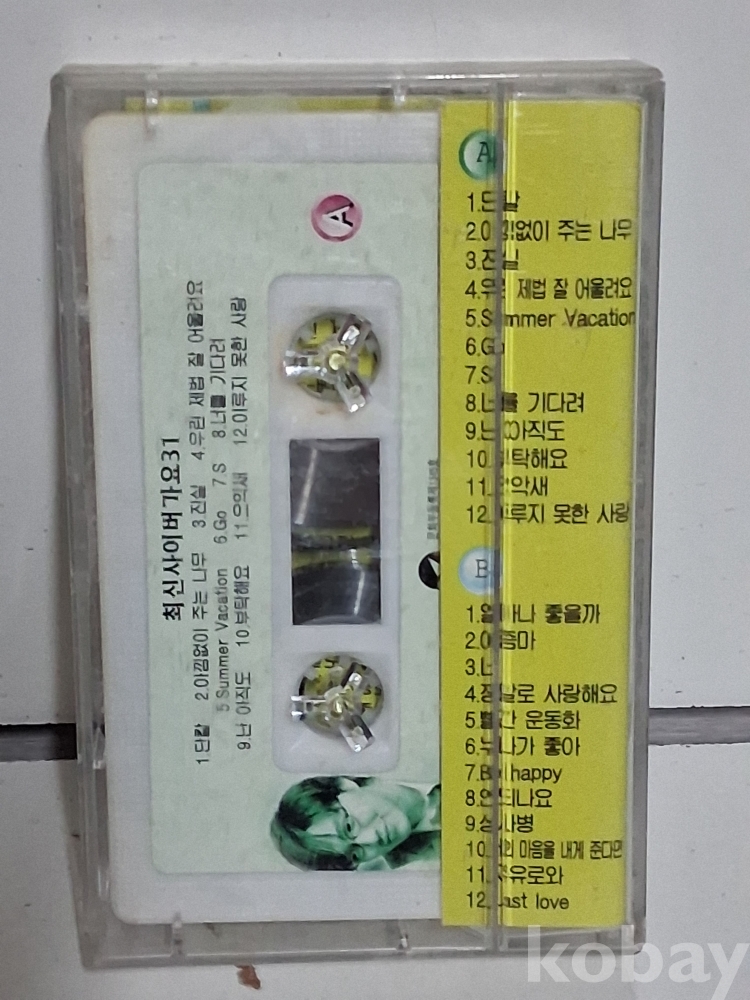 A
최신사이버가요31
1단칼 2.아낌없이 주는 나무 3.진실 4.우린 제법 잘 어울려요
5 Summer Vacation 6.Go 7.S 8.너를 기다려
9.난 아직도 10.부탁해요 11.으악새 12.이루지 못한 사랑
A
1.단칼
2.아낌없이 주는 나무
3.진실
4.우린 제법 잘 어울려요
5.Summer Vacation
6.Go
7.S
8.너를 기다려
9.난 아직도
10.부탁해요
11.으악새
12.이루지 못한 사랑
B
1.얼마나 좋을까
2.아줌마
3.너
4.정말로 사랑해요
5 빨간 운동화
6.누나가 좋아
7.Be happy
8.안되나요
9.상사병
10. 마음을 내게 준다면
11.자유로와
12.Last love
kobay